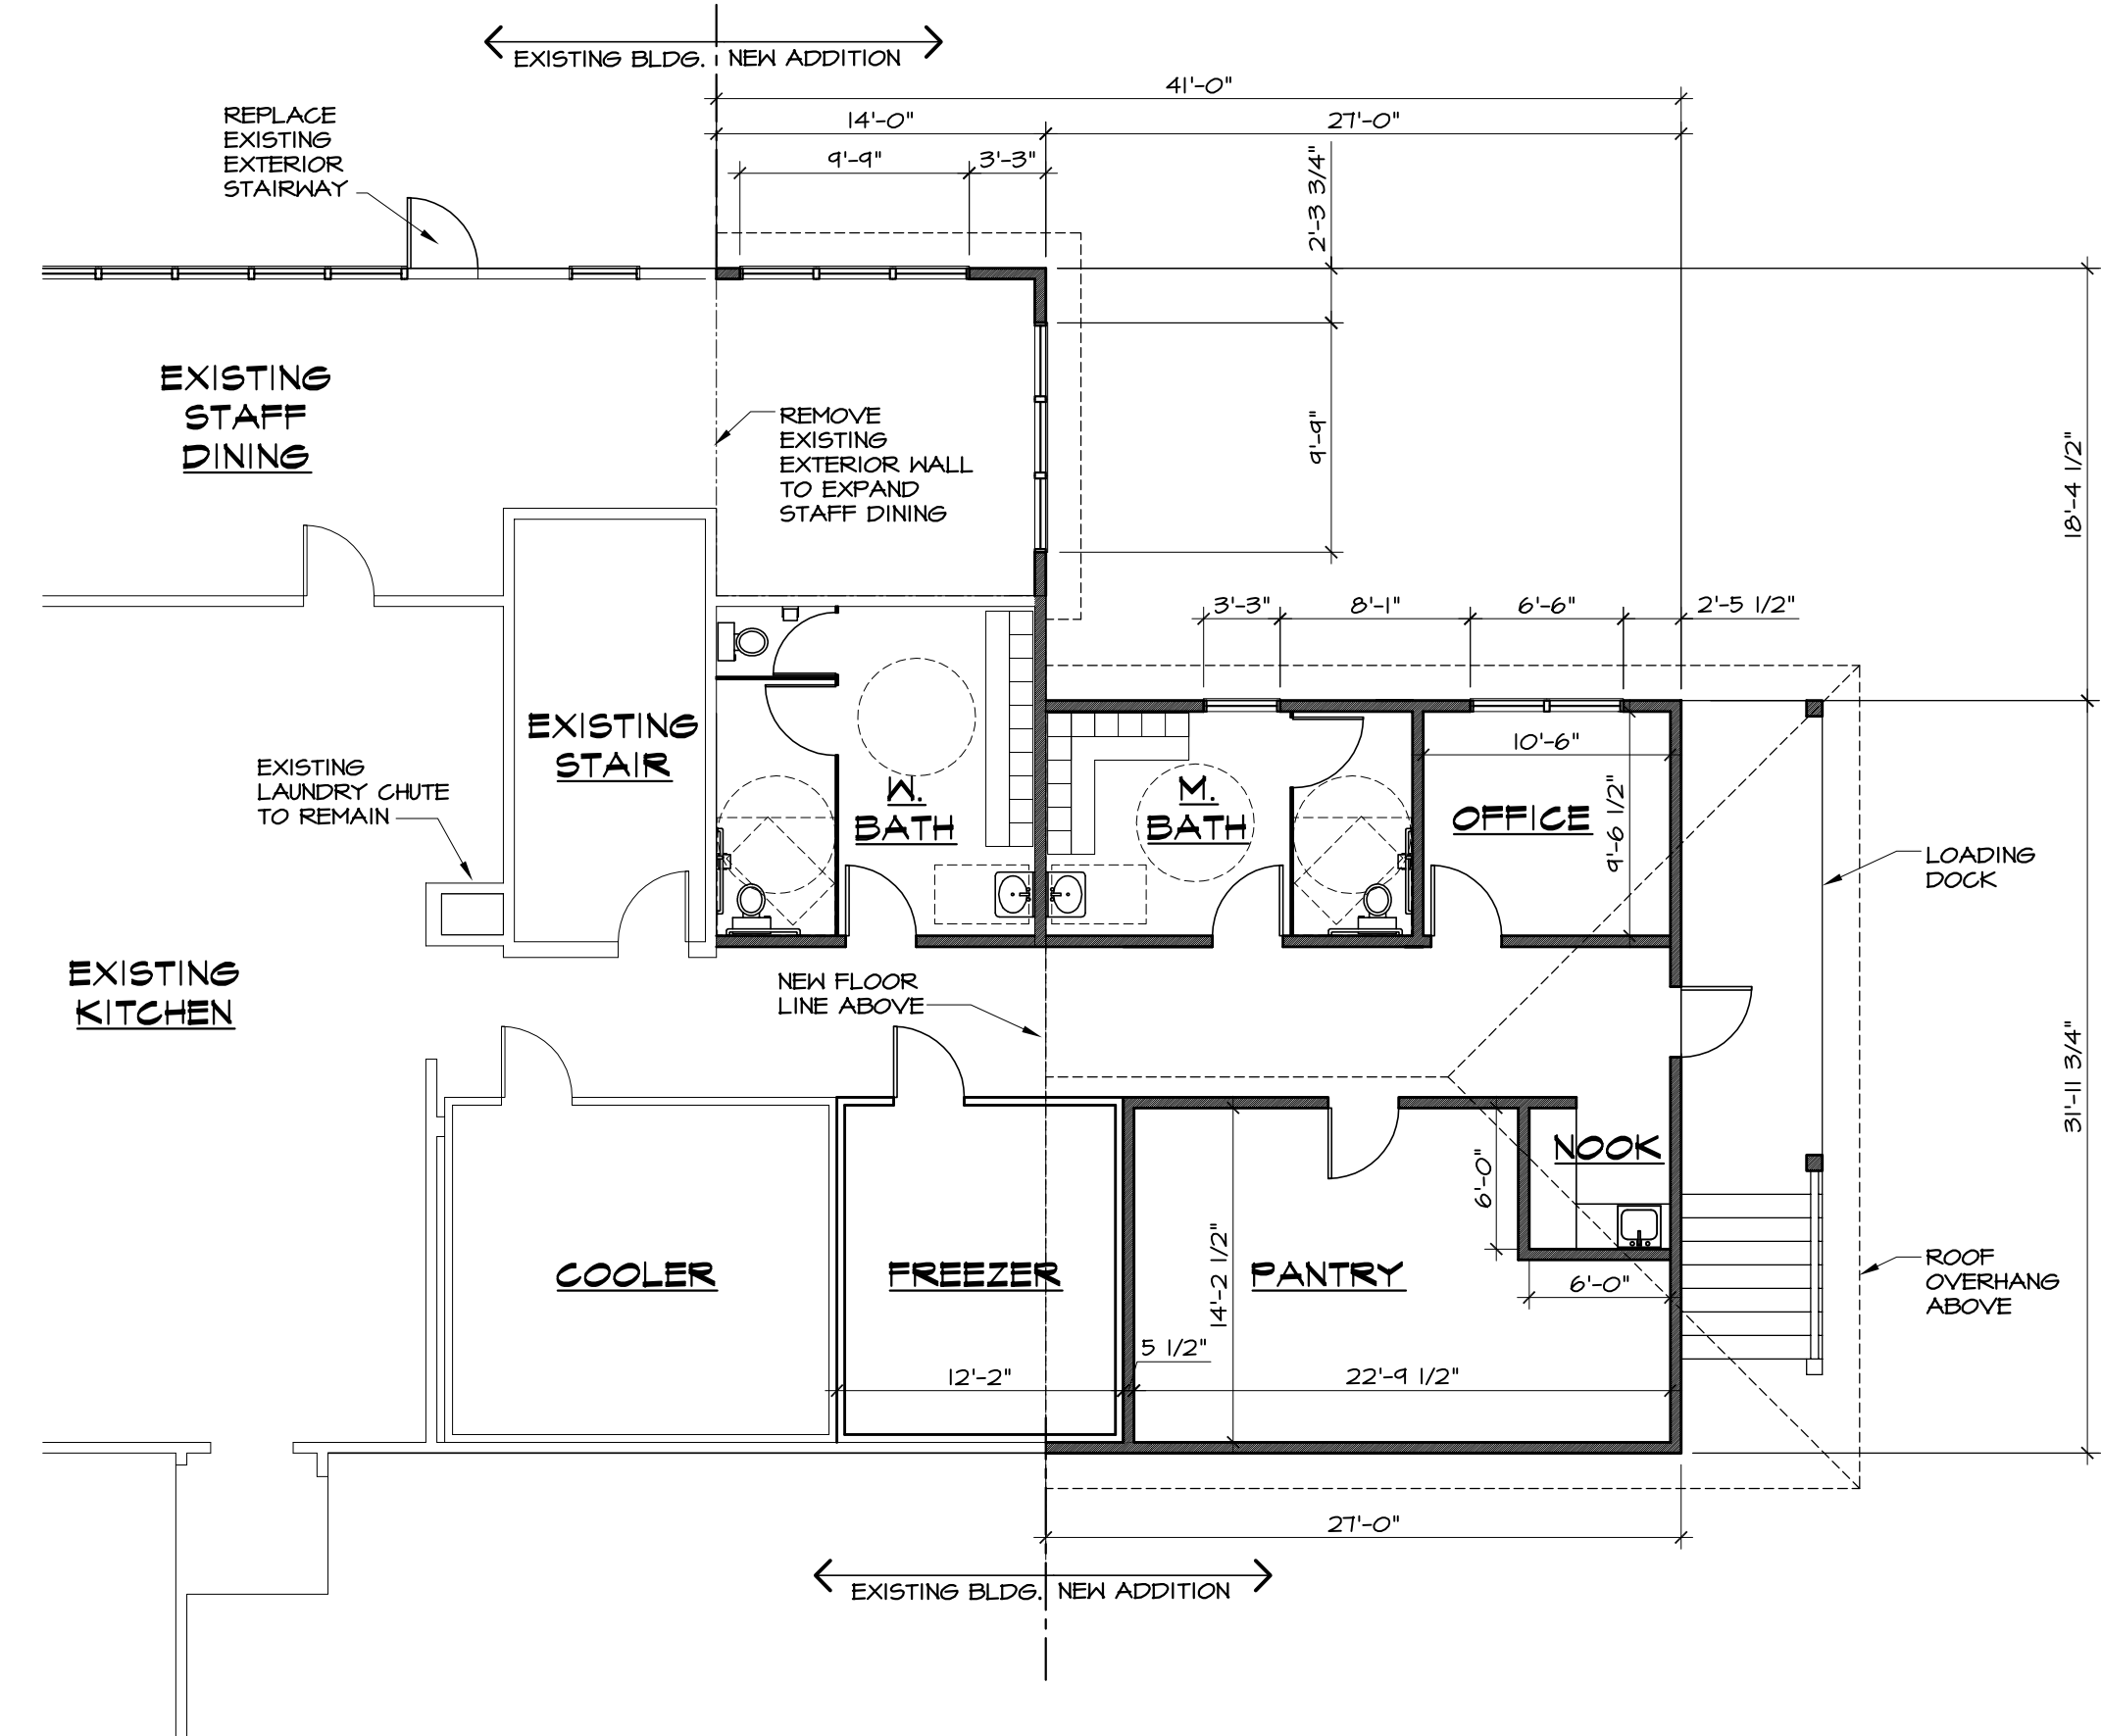 EXISTING BLDG. NEW ADDITION
41'-0"
REPLACE
EXISTING
EXTERIOR
STAIRWAY
14'-0"
27'-0"
9'-9"
3'-3"
2'-3 3/4"
EXISTING
STAFF
DINING
REMOVE
EXISTING
EXTERIOR WALL
TO EXPAND
STAFF DINING
9'-9"
18'-4 1/2"
3'-3"
8'-1"
6'-6"
2'-5 1/2"
EXISTING
STAIR
EXISTING
LAUNDRY CHUTE
TO REMAIN
W.
BATH
M.
BATH
10'-6"
OFFICE
9'-6 1/2"
LOADING
DOCK
EXISTING
KITCHEN
NEW FLOOR
LINE ABOVE
31'-11 3/4"
NOOK
6'-0"
COOLER
FREEZER
PANTRY
14'-2 1/2"
6'-0"
ROOF
OVERHANG
ABOVE
5 1/2"
12'-2"
22'-9 1/2"
27'-0"
EXISTING BLDG. NEW ADDITION